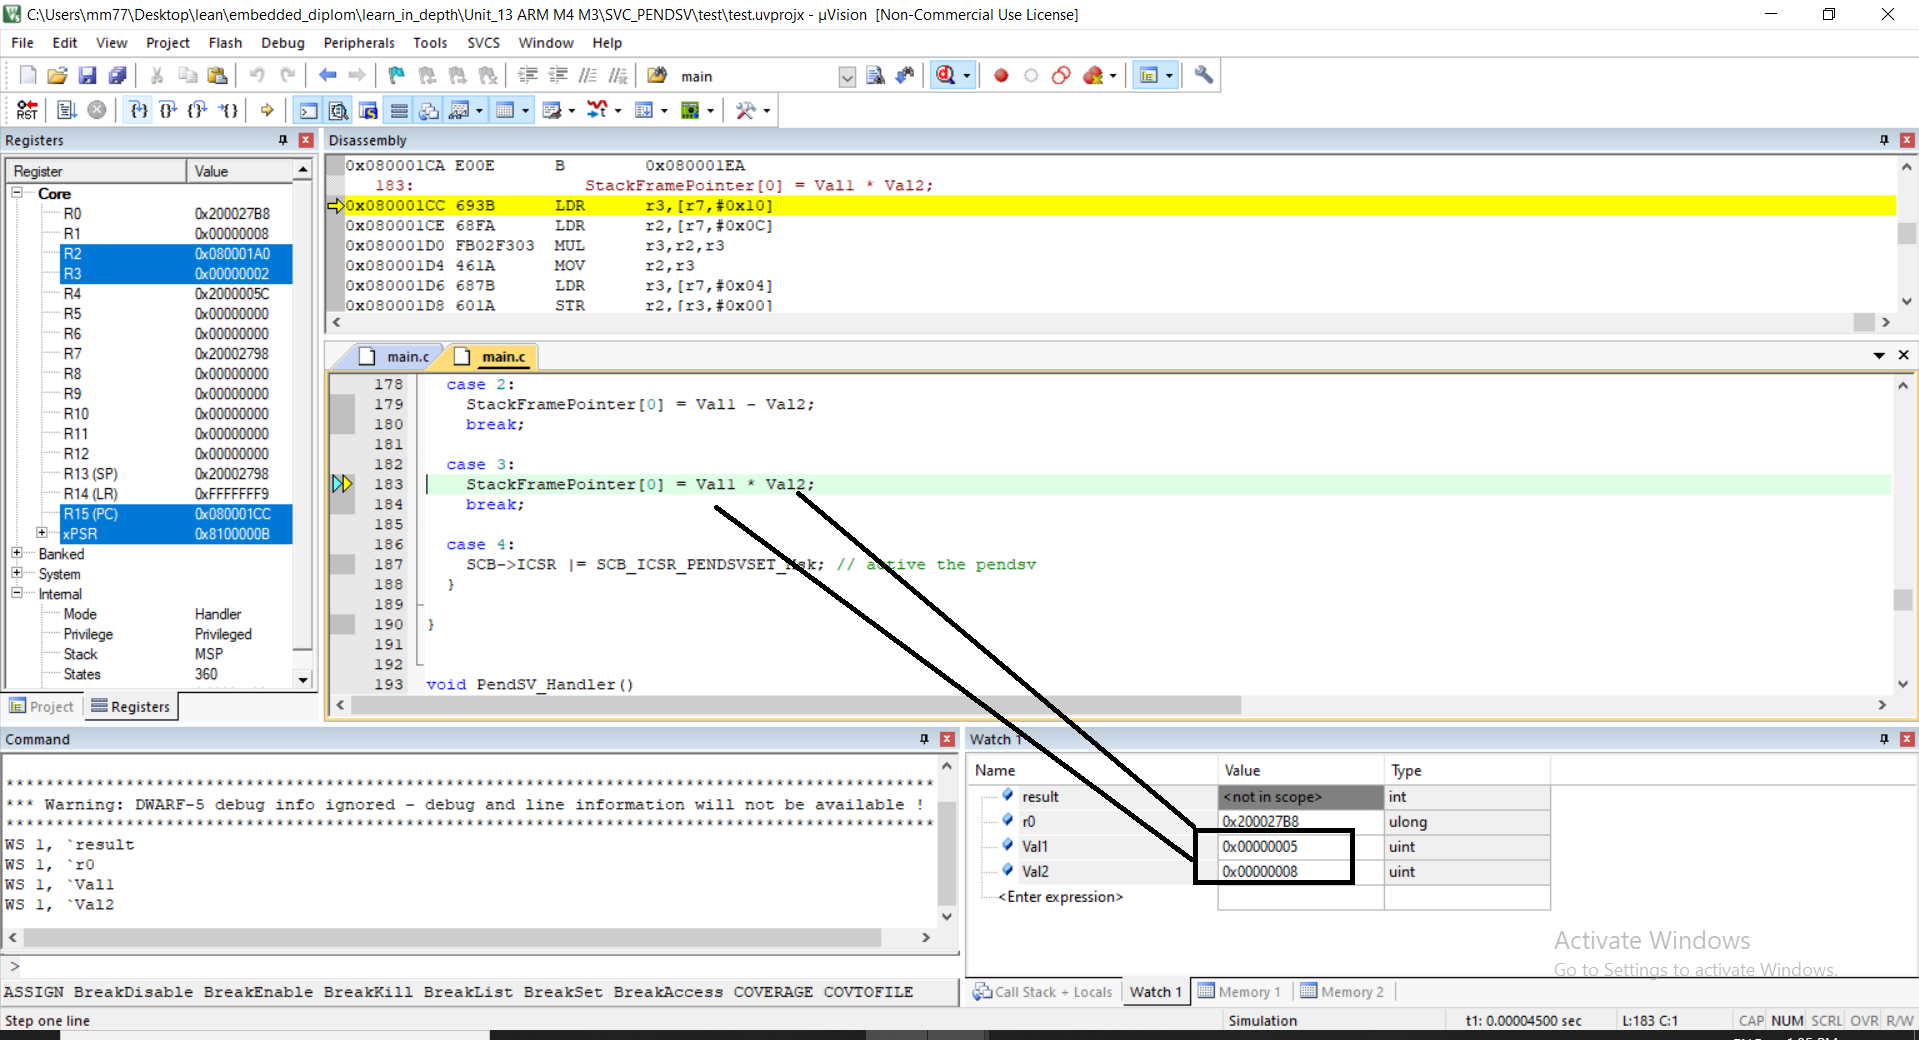 C:\Users\mm77\Desktop\lean\embedded_diplom\learn_in_depth\Unit_13 ARM M4 M3\SVC_PENDSV\test\test.uvprojx - µVision [Non-Commercial Use License]
File Edit View Project Flash Debug Peripherals Tools SVCS Window Help
main
RST
Registers
Register Value
Core
R0 0x200027B8
R1 0x00000008
R2 0x080001A0
R3 0x00000002
R4 0x2000005C
R5 0x00000000
R6 0x00000000
R7 0x20002798
R8 0x00000000
R9 0x00000000
R10 0x00000000
R11 0x00000000
R12 0x00000000
R13 (SP) 0x20002798
R14 (LR) 0xFFFFFFF9
R15 (PC) 0x080001CC
xPSR 0x8100000B
Banked
System
Internal
Mode Handler
Privilege Privileged
Stack MSP
States 360
Project Registers
Disassembly
0x080001CA E00E B 0x080001EA
183: StackFramePointer[0] = Val1 * Val2;
0x080001CC 693B LDR r3,[r7,#0x10]
0x080001CE 68FA LDR r2,[r7,#0x0C]
0x080001D0 FB02F303 MUL r3,r2,r3
0x080001D4 461A MOV r2,r3
0x080001D6 687B LDR r3,[r7,#0x04]
0x080001D8 601A STR r2,[r3,#0x00]
main.c main.c
178 case 2:
179 StackFramePointer[0] = Val1 - Val2;
180 break;
181
182 case 3:
183 StackFramePointer[0] = Val1 * Val2;
184 break;
185
186 case 4:
187 SCB->ICSR |= SCB_ICSR_PENDSVSET_Msk; // active the pendsv
188 }
189
190 }
191
192
193 void PendSV_Handler()
Command
*** Warning: DWARF-5 debug info ignored - debug and line information will not be available !
WS 1, `result
WS 1, `r0
WS 1, `Val1
WS 1, `Val2
>
ASSIGN BreakDisable BreakEnable BreakKill BreakList BreakSet BreakAccess COVERAGE COVTOFILE
Watch 1
Name Value Type
result <not in scope> int
r0 0x200027B8 ulong
Val1 0x00000005 uint
Val2 0x00000008 uint
<Enter expression>
Activate Windows
Go to Settings to activate Windows.
Call Stack + Locals Watch 1 Memory 1 Memory 2
Step one line Simulation t1: 0.00004500 sec L:183 C:1 CAP NUM SCRL OVR R/W